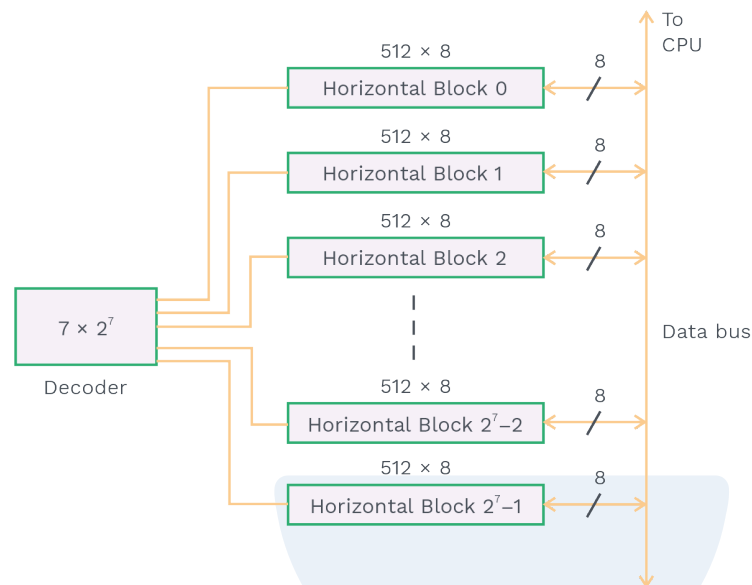 To
CPU
512 × 8
8
Horizontal Block 0
512 × 8
8
Horizontal Block 1
512 × 8
8
Horizontal Block 2
7 × 2⁷
Data bus
Decoder
512 × 8
8
Horizontal Block 2⁷–2
512 × 8
8
Horizontal Block 2⁷–1